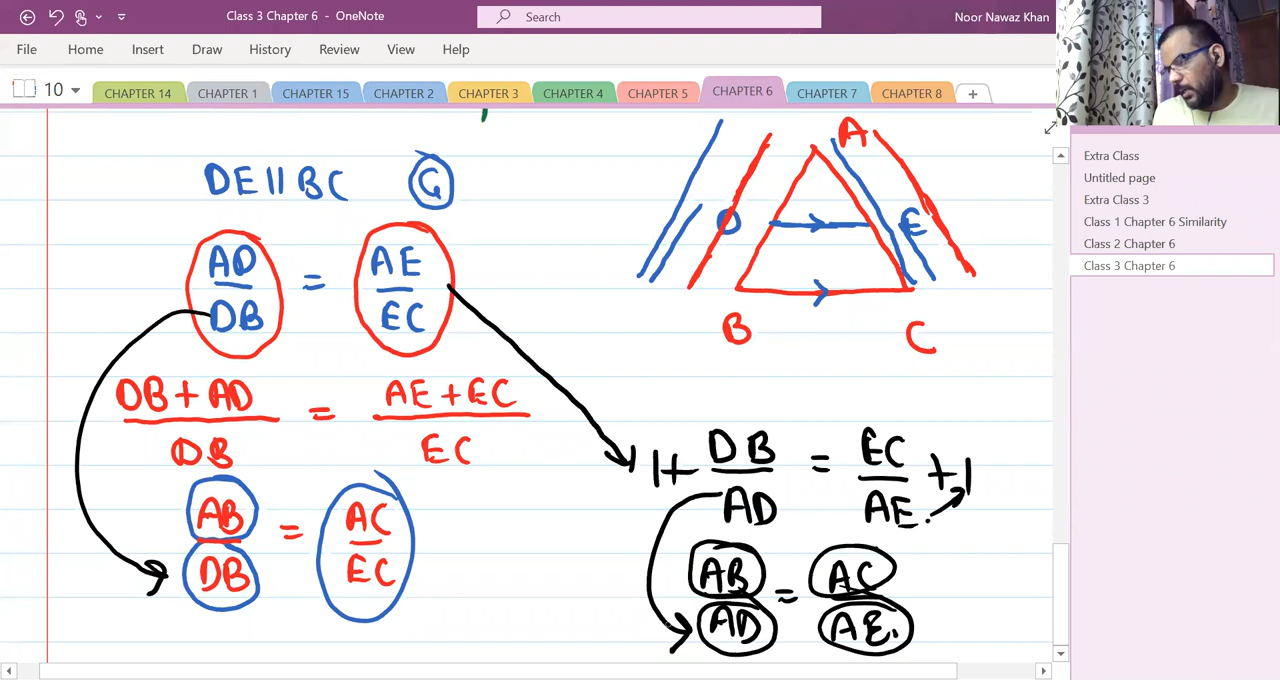 Class 3 Chapter 6 - OneNote
Search
Noor Nawaz Khan
File Home Insert Draw History Review View Help
10 CHAPTER 14 CHAPTER 1 CHAPTER 15 CHAPTER 2 CHAPTER 3 CHAPTER 4 CHAPTER 5 CHAPTER 6 CHAPTER 7 CHAPTER 8 +
Extra Class
Untitled page
Extra Class 3
Class 1 Chapter 6 Similarity
Class 2 Chapter 6
Class 3 Chapter 6
DE || BC G
AD/DB = AE/EC
DB + AD/DB = AE + EC/EC
AB/DB = AC/EC
A
D E
B C
1 + DB/AD = EC/AE + 1
AB/AD = AC/AE.